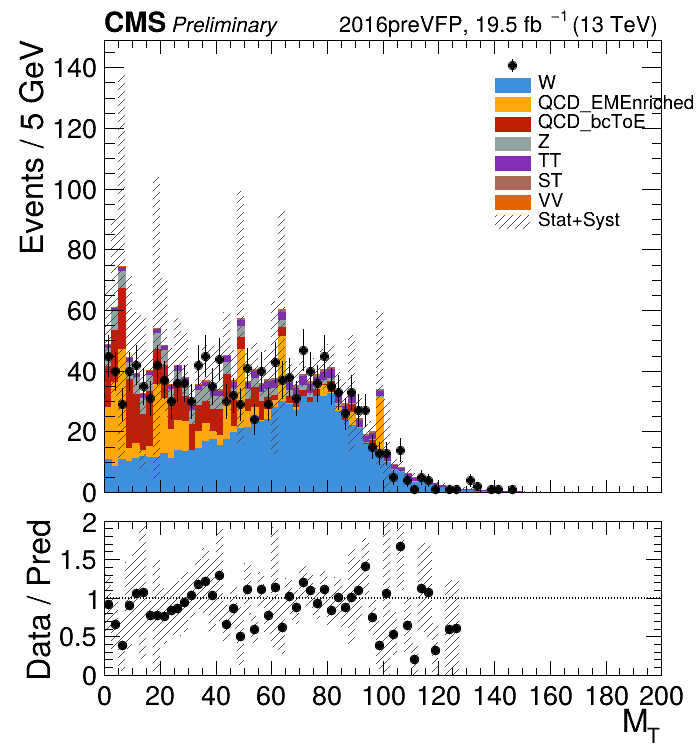 CMS Preliminary 2016preVFP, 19.5 fb⁻¹ (13 TeV)
Events / 5 GeV
140
120
100
80
60
40
20
0
W
QCD_EMEnriched
QCD_bcToE
Z
TT
ST
VV
Stat+Syst
Data / Pred
2
1.5
1
0.5
0
0 20 40 60 80 100 120 140 160 180 200
M_T